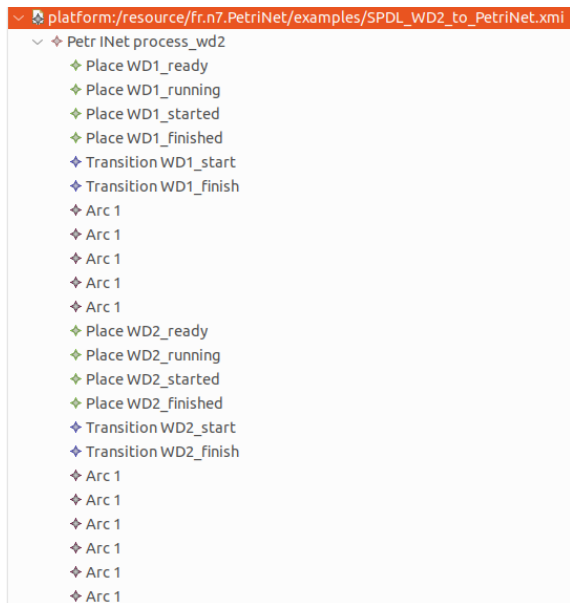 platform:/resource/fr.n7.PetriNet/examples/SPDL_WD2_to_PetriNet.xmi
Petr INet process_wd2
Place WD1_ready
Place WD1_running
Place WD1_started
Place WD1_finished
Transition WD1_start
Transition WD1_finish
Arc 1
Arc 1
Arc 1
Arc 1
Arc 1
Place WD2_ready
Place WD2_running
Place WD2_started
Place WD2_finished
Transition WD2_start
Transition WD2_finish
Arc 1
Arc 1
Arc 1
Arc 1
Arc 1
Arc 1